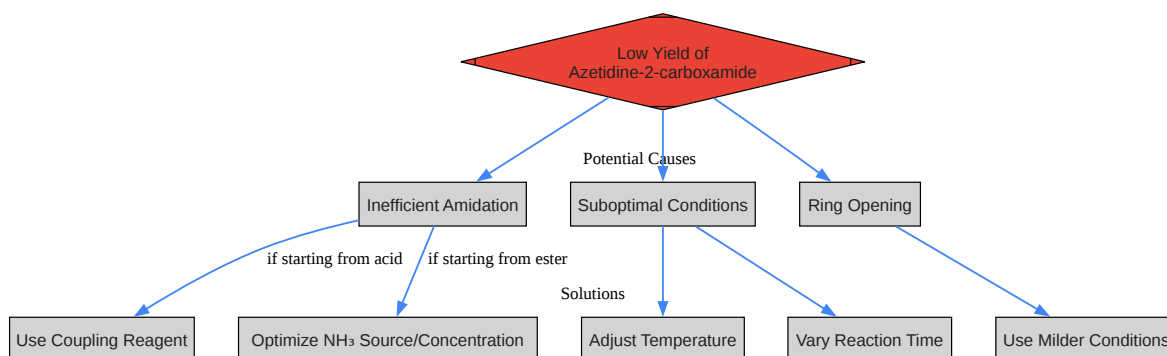 Low Yield of
Azetidine-2-carboxamide
Potential Causes
Inefficient Amidation
Suboptimal Conditions
Ring Opening
if starting from acid
if starting from ester
Solutions
Use Coupling Reagent
Optimize NH₃ Source/Concentration
Adjust Temperature
Vary Reaction Time
Use Milder Conditions